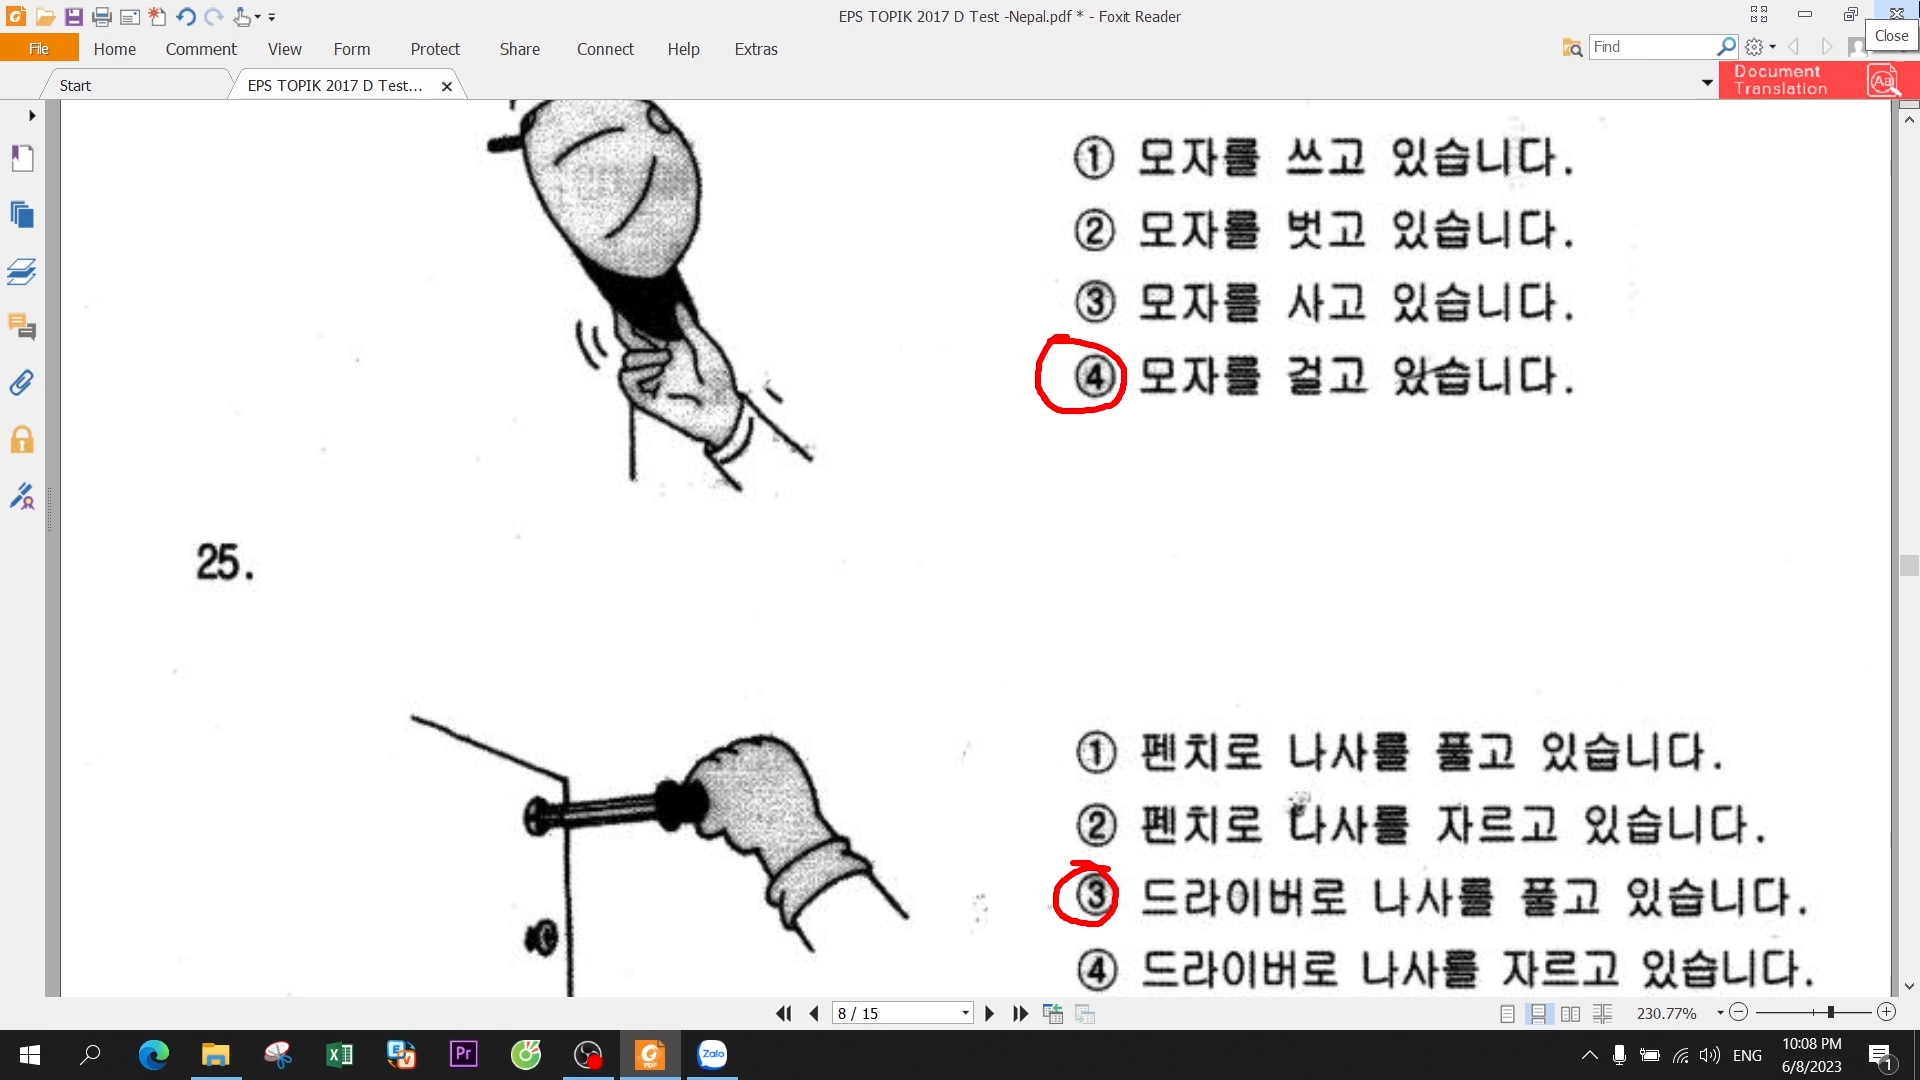 EPS TOPIK 2017 D Test -Nepal.pdf * - Foxit Reader
Close
File Home Comment View Form Protect Share Connect Help Extras
Find
Start
EPS TOPIK 2017 D Test...
Document
Translation
① 모자를 쓰고 있습니다.
② 모자를 벗고 있습니다.
③ 모자를 사고 있습니다.
④ 모자를 걸고 있습니다.
25.
① 펜치로 나사를 풀고 있습니다.
② 펜치로 나사를 자르고 있습니다.
③ 드라이버로 나사를 풀고 있습니다.
④ 드라이버로 나사를 자르고 있습니다.
8 / 15
230.77%
Pr
Zalo
ENG
10:08 PM
6/8/2023
1